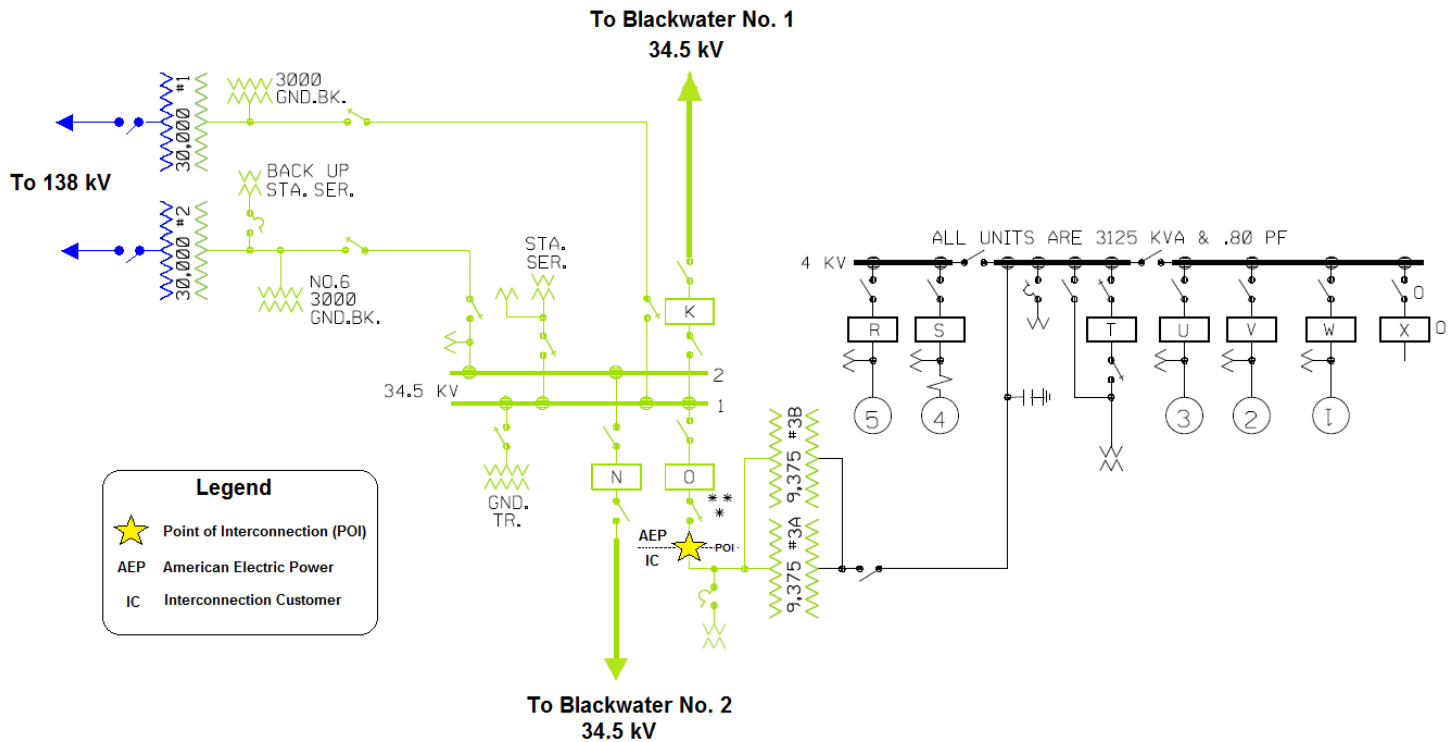 To Blackwater No. 1
34.5 kV
30,000 #1
3000
GND.BK.
To 138 kV
30,000 #2
BACK UP
STA. SER.
NO.6
3000
GND.BK.
STA.
SER.
K
2
34.5 KV
1
GND.
TR.
N
O
* *
*
AEP
POI
IC
9,375 #3B
9,375 #3A
ALL UNITS ARE 3125 KVA & .80 PF
4 KV
R
S
T
U
V
W
X
O
O
5
4
3
2
1
Legend
Point of Interconnection (POI)
AEP American Electric Power
IC Interconnection Customer
To Blackwater No. 2
34.5 kV